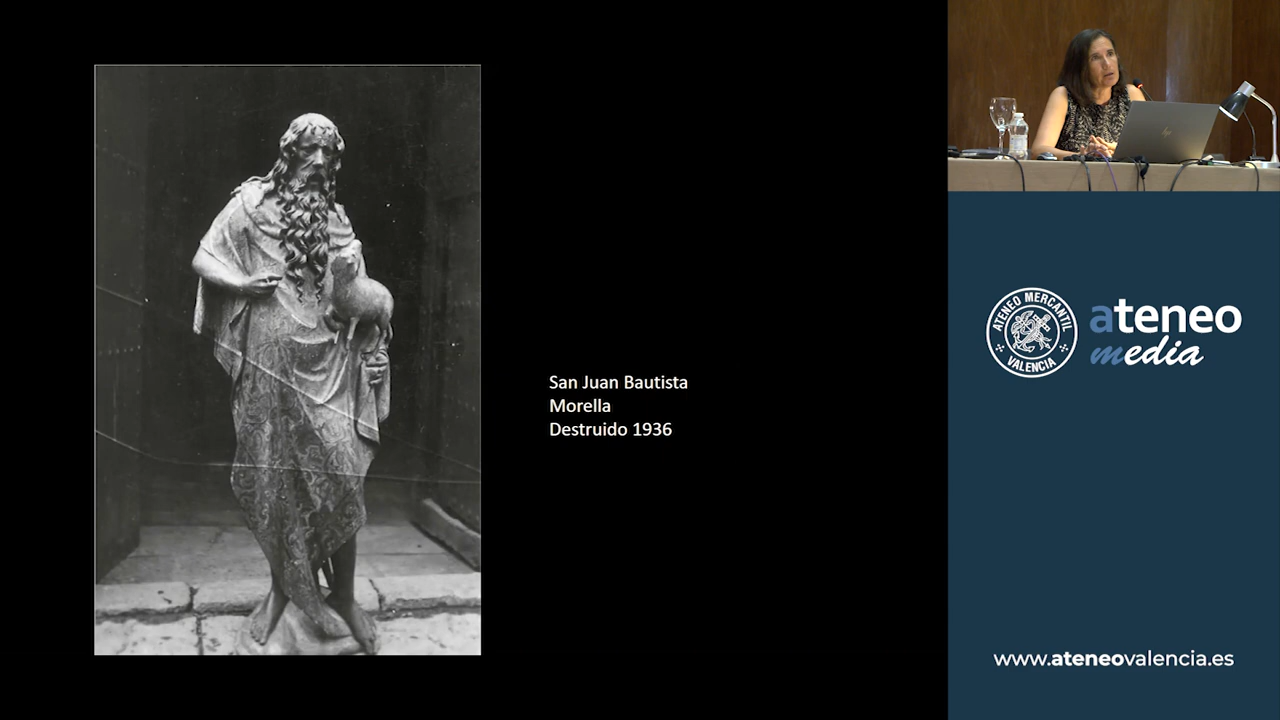 San Juan Bautista
Morella
Destruido 1936
ATENEO MERCANTIL
VALENCIA
ateneo
media
www.ateneovalencia.es